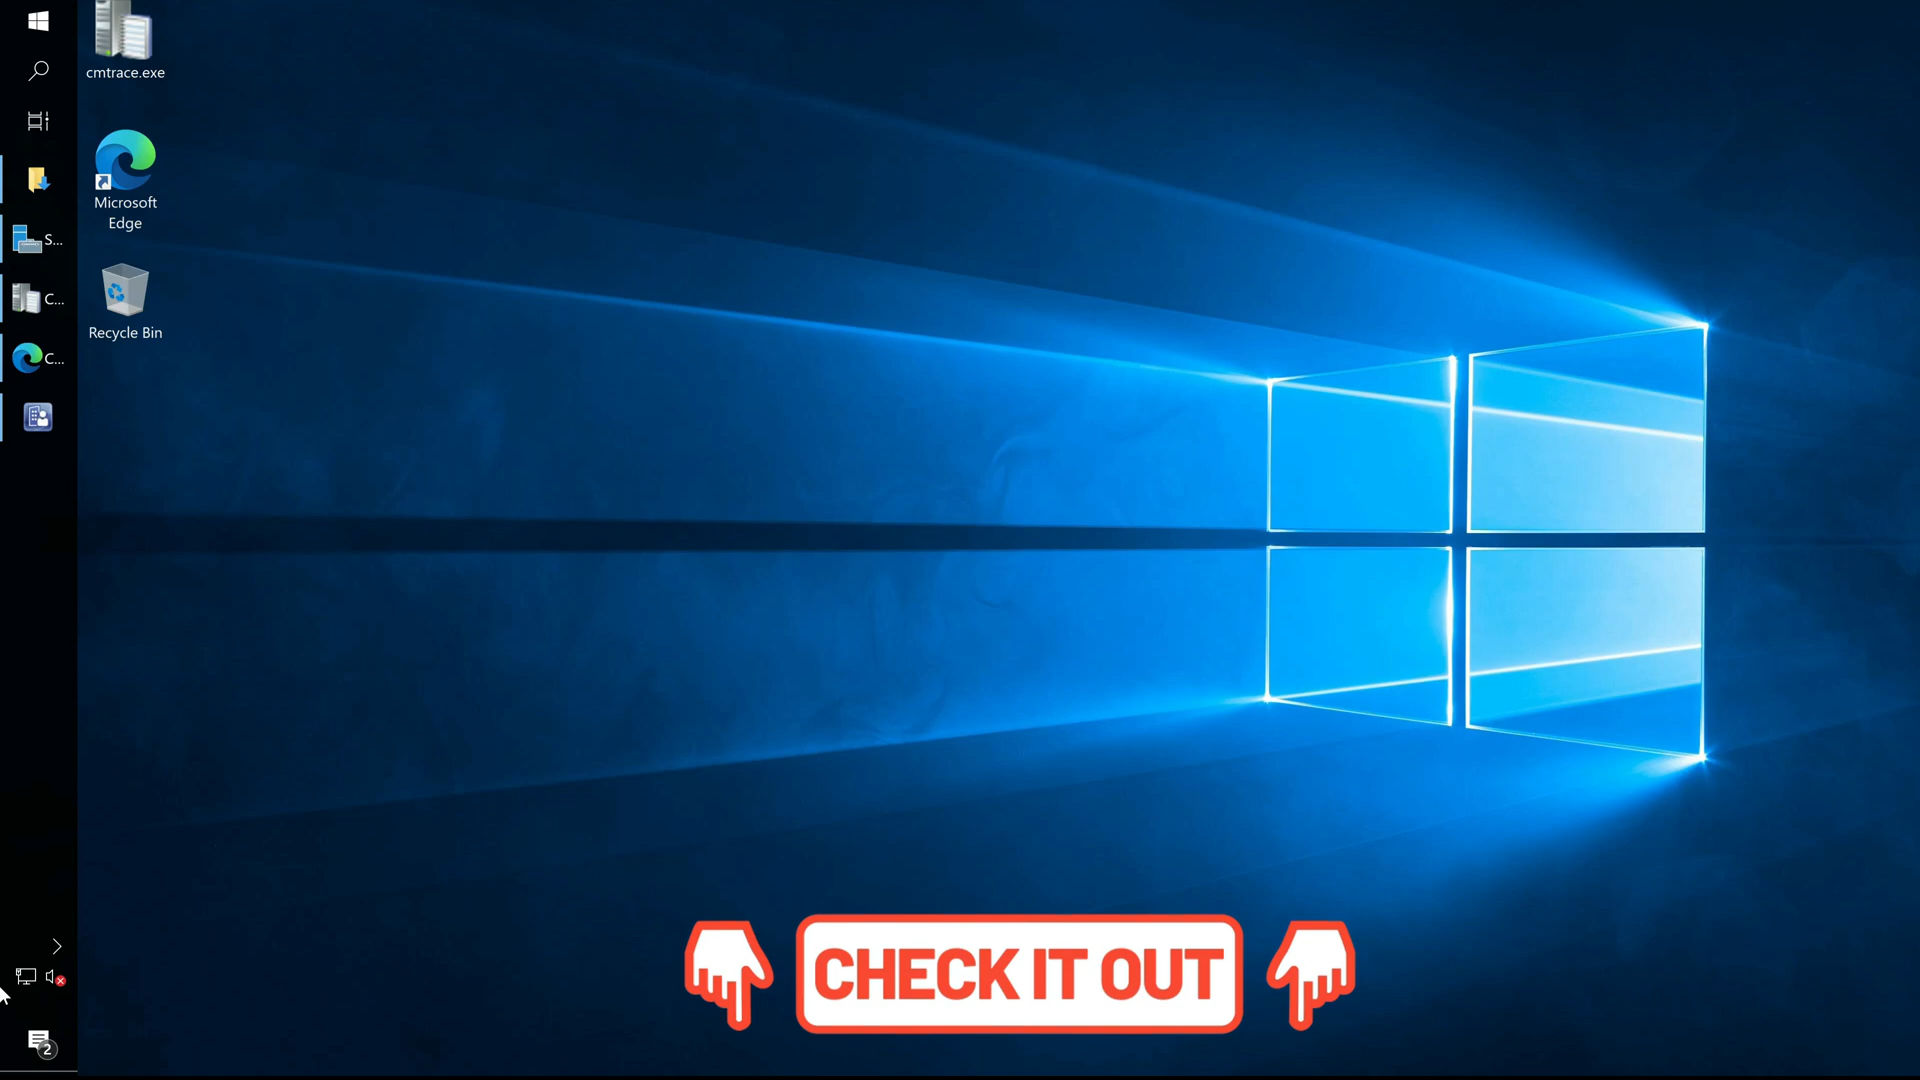 cmtrace.exe
Microsoft
Edge
S...
C...
Recycle Bin
C...
CHECK IT OUT
2